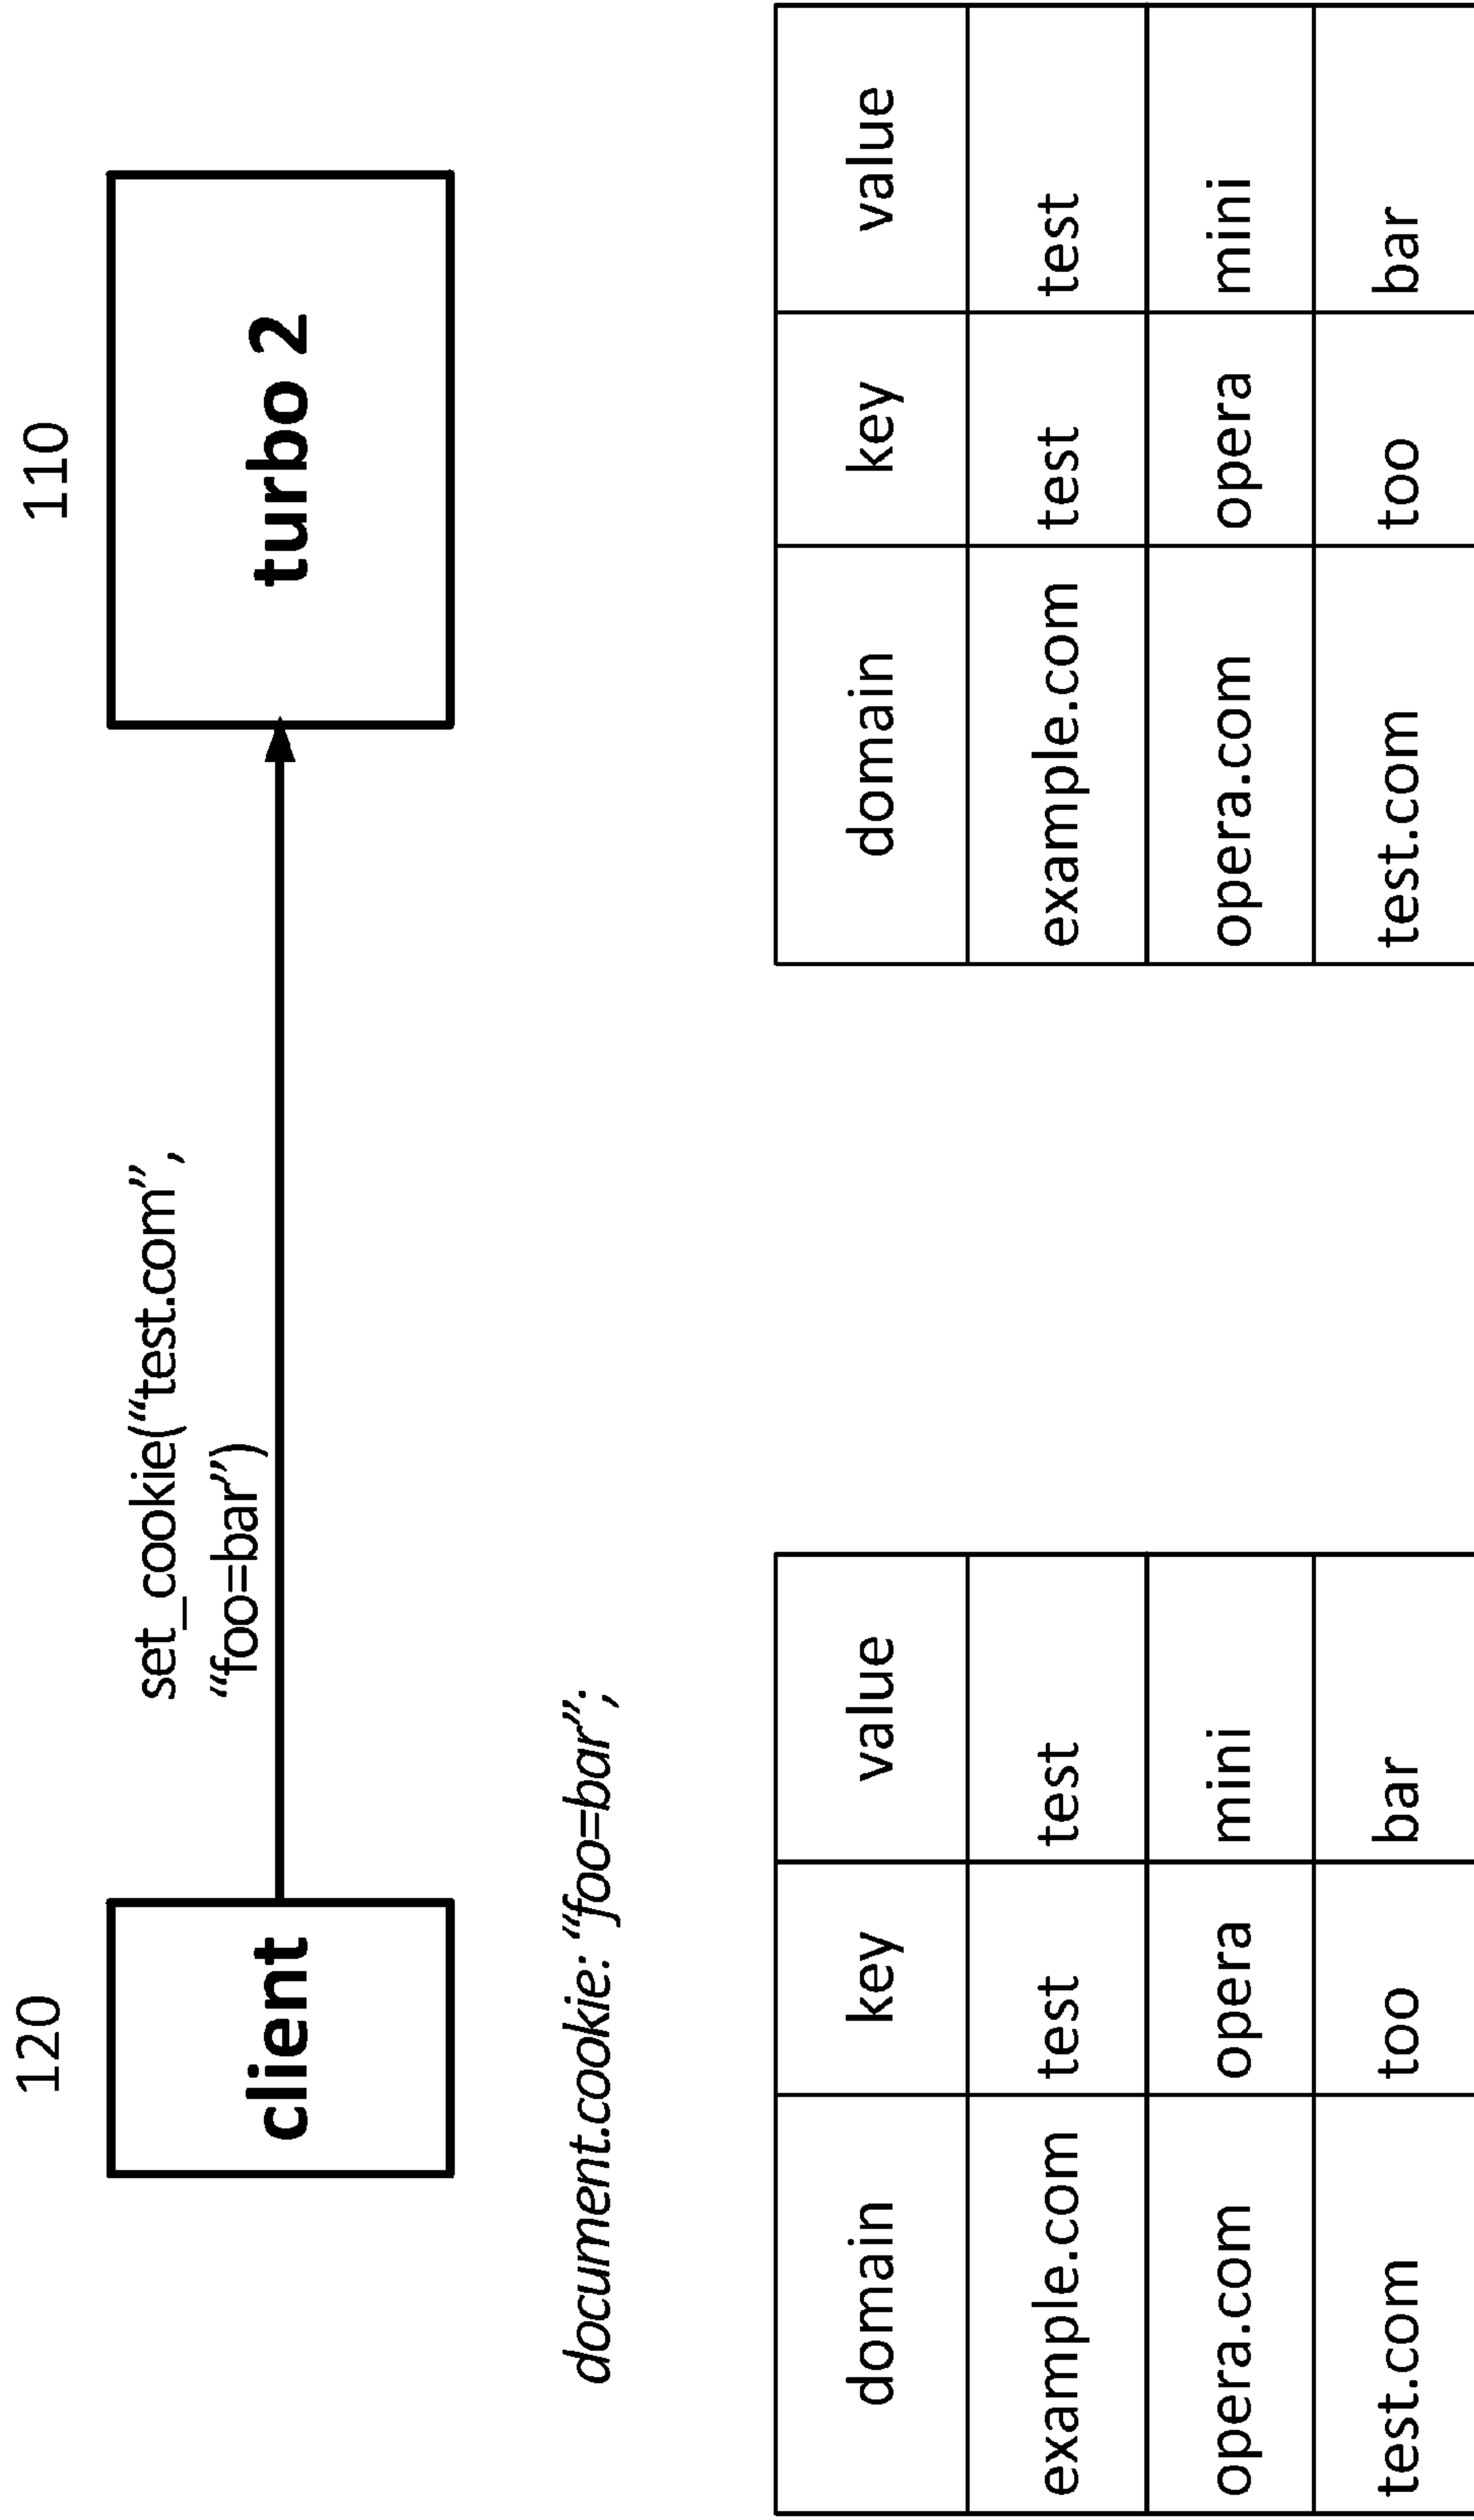 120
110
client
turbo 2
set_cookie(“test.com”,
“foo=bar”)
document.cookie: “foo=bar”;
domain key value
example.com test test
opera.com opera mini
test.com too bar
domain key value
example.com test test
opera.com opera mini
test.com too bar